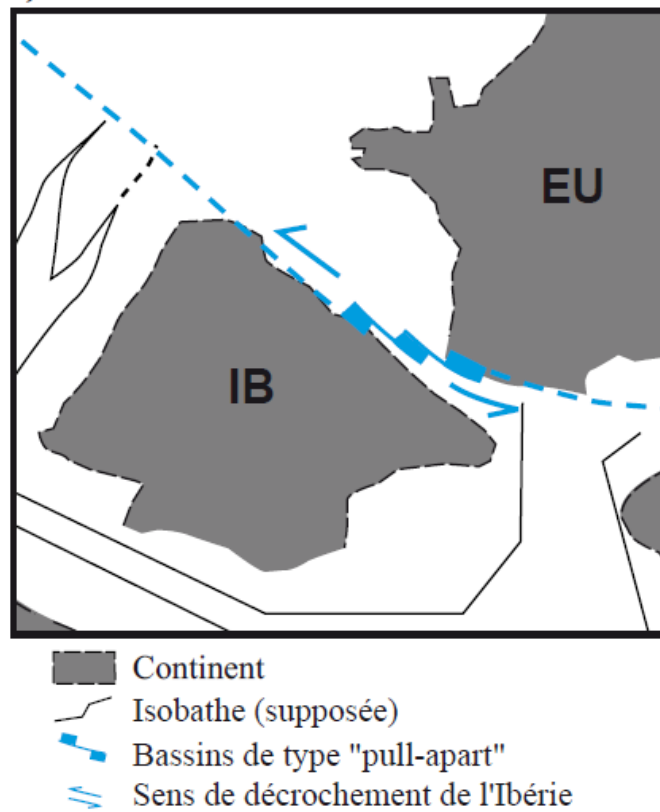 EU
IB
Continent
Isobathe (supposée)
Bassins de type "pull-apart"
Sens de décrochement de l'Ibérie